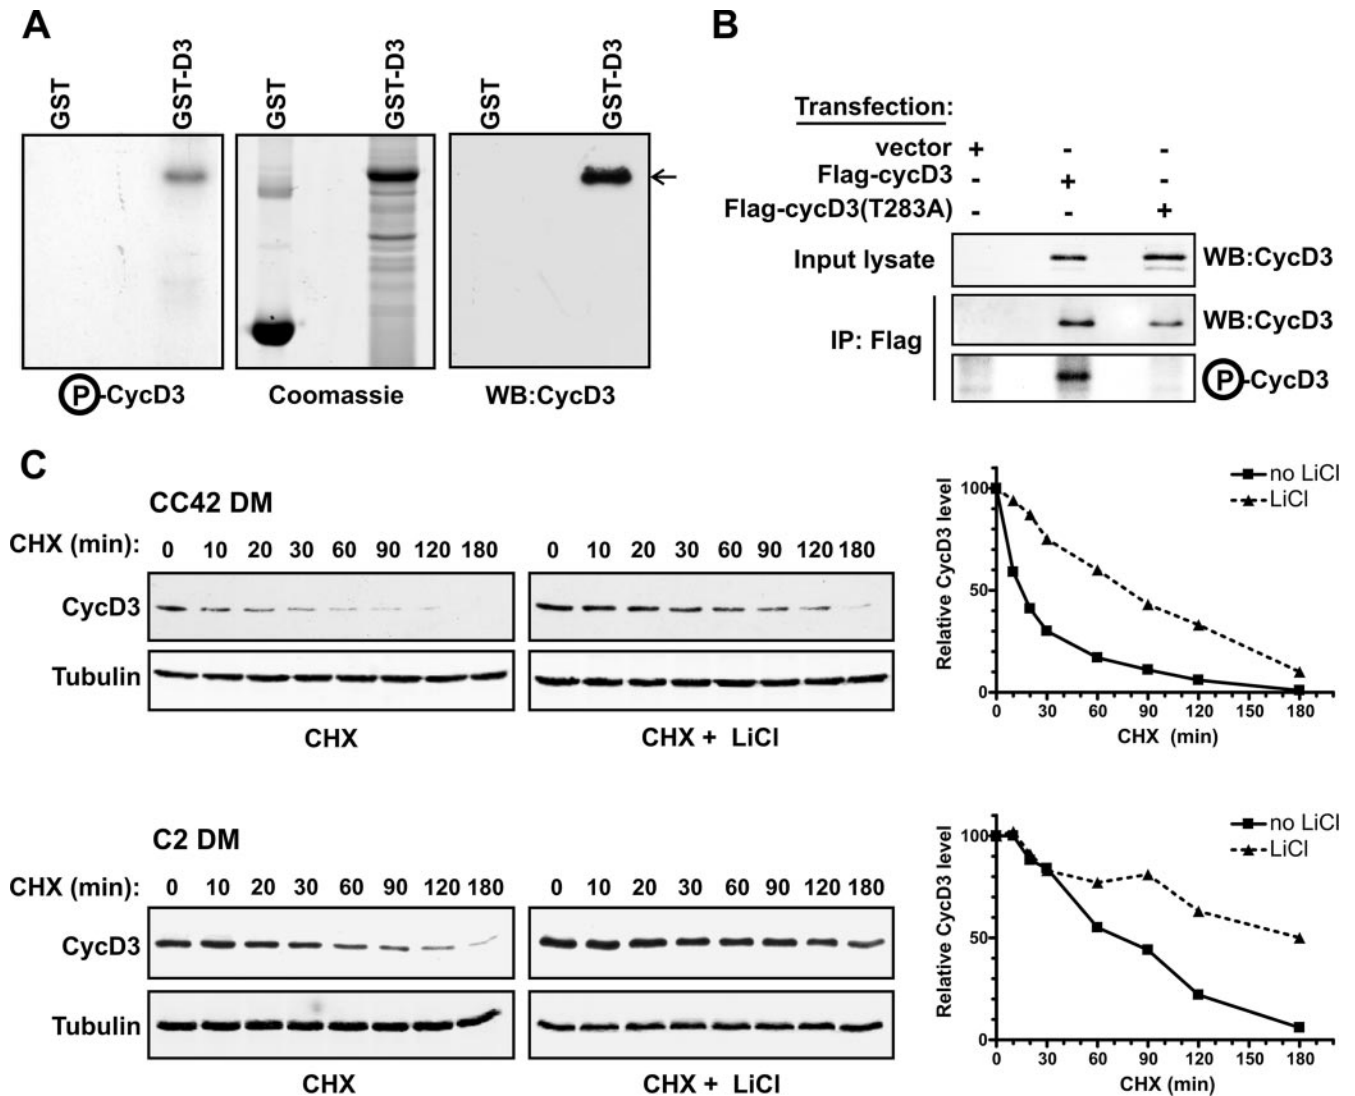 A
GST
GST-D3
GST
GST-D3
GST
GST-D3
P-CycD3
Coomassie
WB:CycD3
B
Transfection:
vector + - -
Flag-cycD3 - + -
Flag-cycD3(T283A) - - +
Input lysate
WB:CycD3
IP: Flag
WB:CycD3
P-CycD3
C
CC42 DM
CHX (min): 0 10 20 30 60 90 120 180
0 10 20 30 60 90 120 180
CycD3
Tubulin
CHX
CHX + LiCl
Relative CycD3 level
100
50
0
no LiCl
LiCl
0 30 60 90 120 150 180
CHX (min)
C2 DM
CHX (min): 0 10 20 30 60 90 120 180
0 10 20 30 60 90 120 180
CycD3
Tubulin
CHX
CHX + LiCl
Relative CycD3 level
100
50
0
no LiCl
LiCl
0 30 60 90 120 150 180
CHX (min)